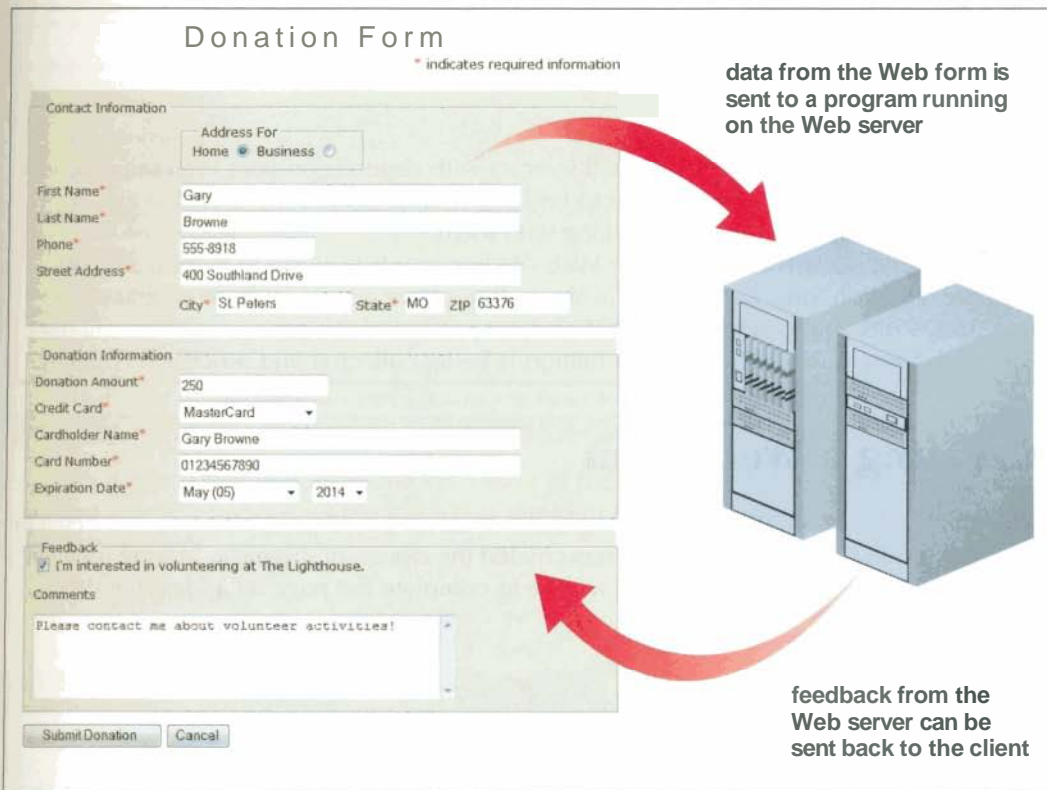 Donation Form
* indicates required information
data from the Web form is
sent to a program running
on the Web server
Contact Information
Address For
Home Business
First Name* Gary
Last Name* Browne
Phone* 555-8918
Street Address* 400 Southland Drive
City* St. Peters State* MO ZIP 63376
Donation Information
Donation Amount* 250
Credit Card* MasterCard
Cardholder Name* Gary Browne
Card Number* 01234567890
Expiration Date* May (05) 2014
Feedback
I'm interested in volunteering at The Lighthouse.
Comments
Please contact me about volunteer activities!
Submit Donation Cancel
feedback from the
Web server can be
sent back to the client